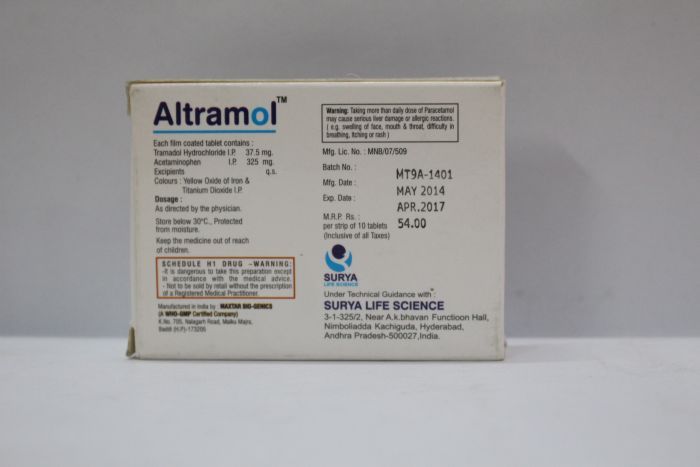 Altramol™
Each film coated tablet contains :
Tramadol Hydrochloride I.P. 37.5 mg.
Acetaminophen I.P. 325 mg.
Excipients q.s.
Colours : Yellow Oxide of Iron &
Titanium Dioxide I.P.
Dosage :
As directed by the physician.
Store below 30°C., Protected
from moisture.
Keep the medicine out of reach
of children.
SCHEDULE H1 DRUG –WARNING:
-It is dangerous to take this preparation except
in accordance with the medical advice.
- Not to be sold by retail without the prescription
of a Registered Medical Practitioner.
Manufactured in India by : MAXTAR BIO-GENICS
(A WHO-GMP Certified Company)
K.No. 705, Nalagarh Road, Malku Majra,
Baddi (H.P)-173205
Warning: Taking more than daily dose of Paracetamol
may cause serious liver damage or allergic reactions.
( e.g. swelling of face, mouth & throat, difficulty in
breathing, itching or rash )
Mfg. Lic. No. : MNB/07/509
Batch No. : MT9A-1401
Mfg. Date : MAY 2014
Exp. Date : APR.2017
M.R.P. Rs. :
per strip of 10 tablets 54.00
(Inclusive of all Taxes)
SURYA
LIFE SCIENCE
Under Technical Guidance with :
SURYA LIFE SCIENCE
3-1-325/2, Near A.k.bhavan Functioon Hall,
Nimboliadda Kachiguda, Hyderabad,
Andhra Pradesh-500027,India.